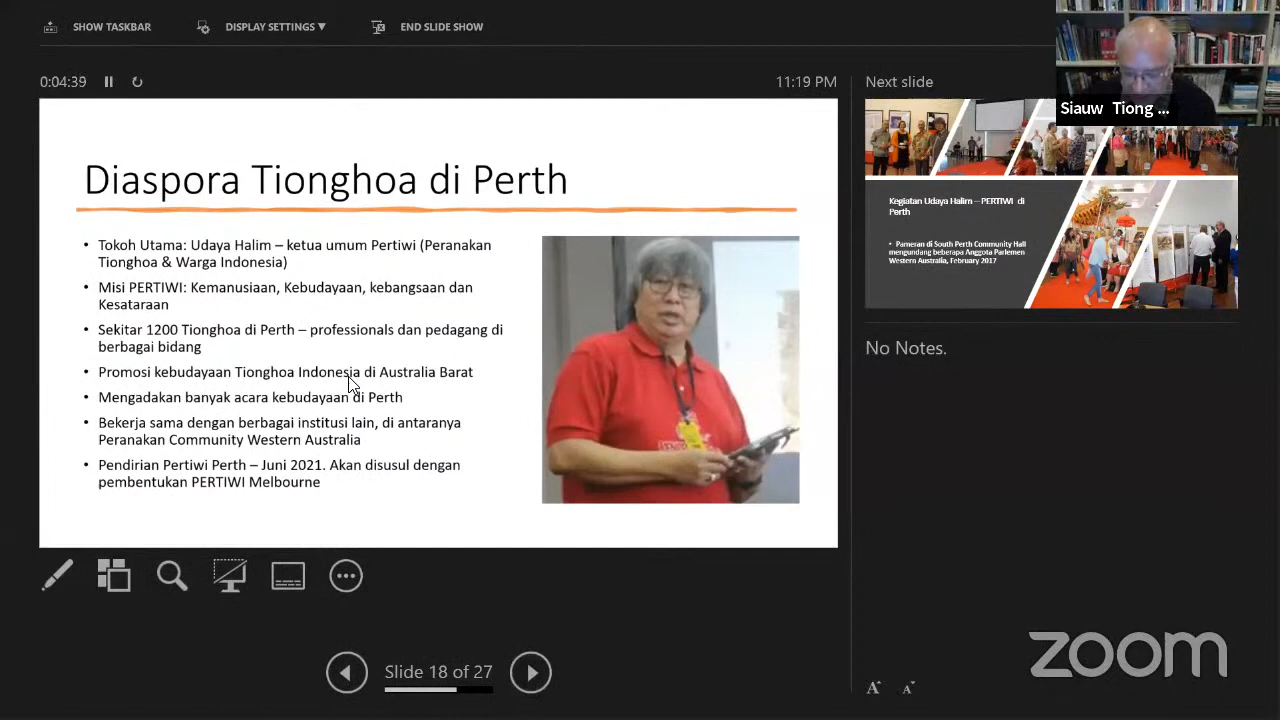 SHOW TASKBAR
DISPLAY SETTINGS ▼
END SLIDE SHOW
0:04:39
11:19 PM
Next slide
Siauw Tiong ...
Diaspora Tionghoa di Perth
• Tokoh Utama: Udaya Halim – ketua umum Pertiwi (Peranakan
Tionghoa & Warga Indonesia)
• Misi PERTIWI: Kemanusiaan, Kebudayaan, kebangsaan dan
Kesataraan
• Sekitar 1200 Tionghoa di Perth – professionals dan pedagang di
berbagai bidang
• Promosi kebudayaan Tionghoa Indonesia di Australia Barat
• Mengadakan banyak acara kebudayaan di Perth
• Bekerja sama dengan berbagai institusi lain, di antaranya
Peranakan Community Western Australia
• Pendirian Pertiwi Perth – Juni 2021. Akan disusul dengan
pembentukan PERTIWI Melbourne
Kegiatan Udaya Halim – PERTIWI di
Perth
• Pameran di South Perth Community Hall
mengundang beberapa Anggota Parlemen
Western Australia, February 2017
No Notes.
Slide 18 of 27
A A
zoom